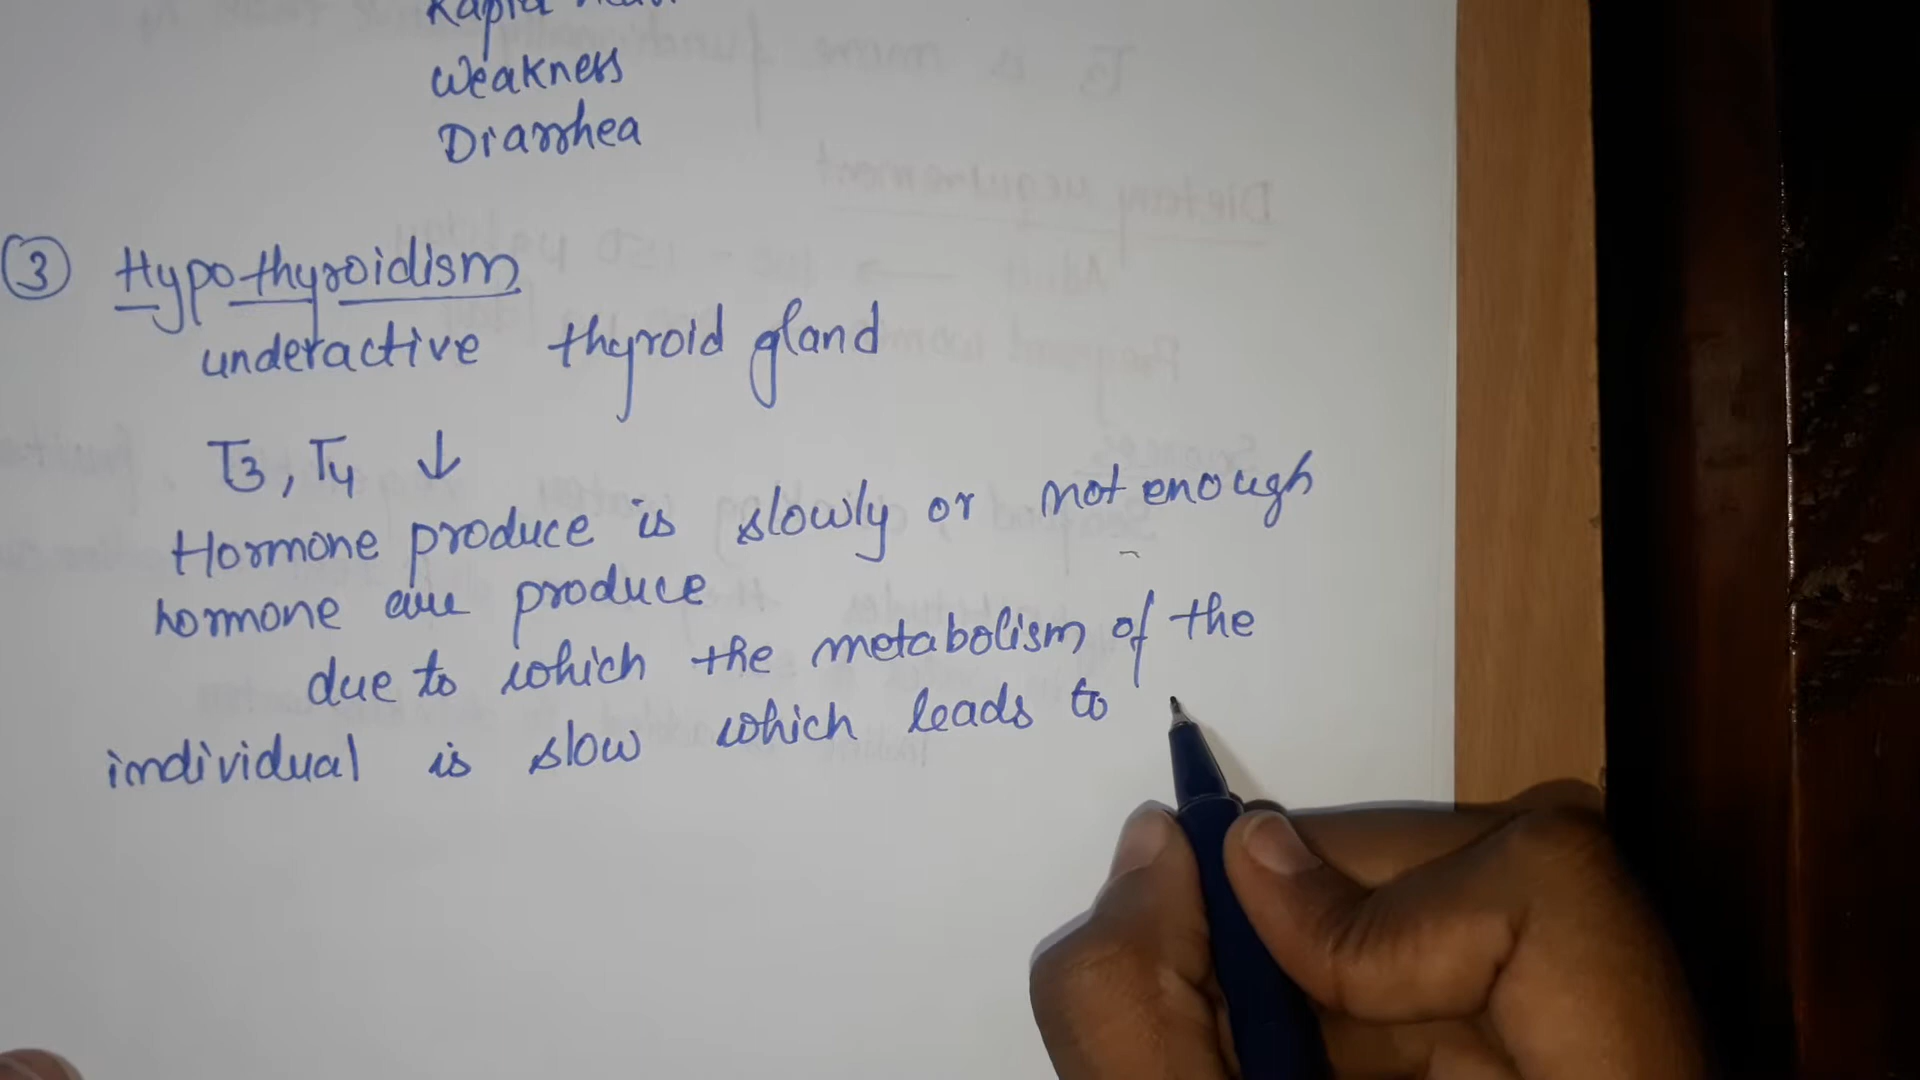 Weakness
Diarrhea
③ Hypothyroidism
underactive thyroid gland
T3, T4 ↓
Hormone produce is slowly or not enough
hormone are produce
due to which the metabolism of the
individual is slow which leads to